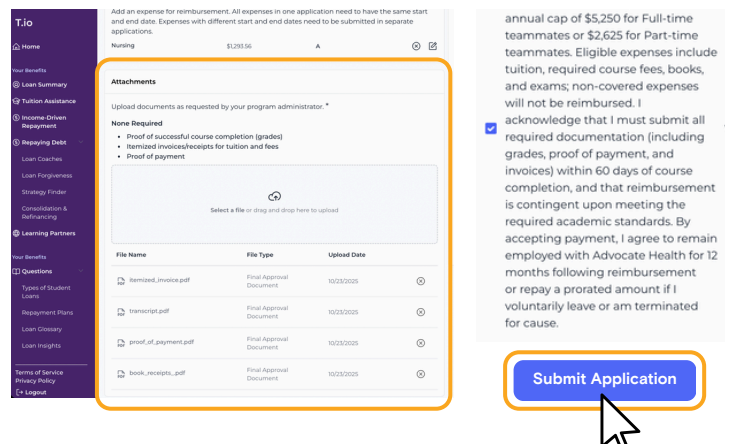 T.io
Home
Your Benefits
Loan Summary
Tuition Assistance
Income-Driven
Repayment
Repaying Debt
Loan Coaches
Loan Forgiveness
Strategy Finder
Consolidation &
Refinancing
Learning Partners
Your Benefits
Questions
Types of Student
Loans
Repayment Plans
Loan Glossary
Loan Insights
Terms of Service
Privacy Policy
Logout
Add an expense for reimbursement. All expenses in one application need to have the same start
and end date. Expenses with different start and end dates need to be submitted in separate
applications.
Nursing $1,293.56 A
Attachments
Upload documents as requested by your program administrator. *
None Required
• Proof of successful course completion (grades)
• Itemized invoices/receipts for tuition and fees
• Proof of payment
Select a file or drag and drop here to upload
File Name File Type Upload Date
PDF itemized_invoice.pdf Final Approval Document 10/23/2025
PDF transcript.pdf Final Approval Document 10/23/2025
PDF proof_of_payment.pdf Final Approval Document 10/23/2025
PDF book_receipts_.pdf Final Approval Document 10/23/2025
annual cap of $5,250 for Full-time
teammates or $2,625 for Part-time
teammates. Eligible expenses include
tuition, required course fees, books,
and exams; non-covered expenses
will not be reimbursed. I
acknowledge that I must submit all
required documentation (including
grades, proof of payment, and
invoices) within 60 days of course
completion, and that reimbursement
is contingent upon meeting the
required academic standards. By
accepting payment, I agree to remain
employed with Advocate Health for 12
months following reimbursement
or repay a prorated amount if I
voluntarily leave or am terminated
for cause.
Submit Application